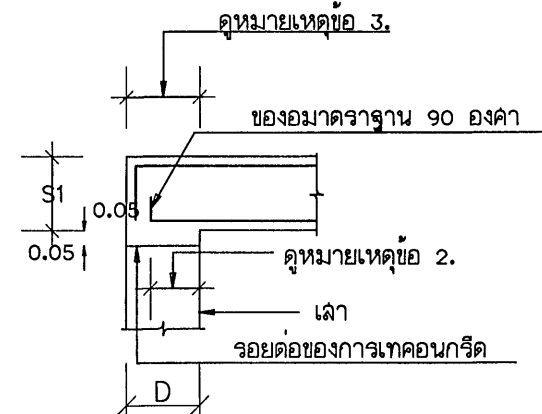 ดูหมายเหตุข้อ 3.
ของอมาตราฐาน 90 องศา
S1
0.05
0.05
ดูหมายเหตุข้อ 2.
เสา
รอยต่อของการเทคอนกรีต
D